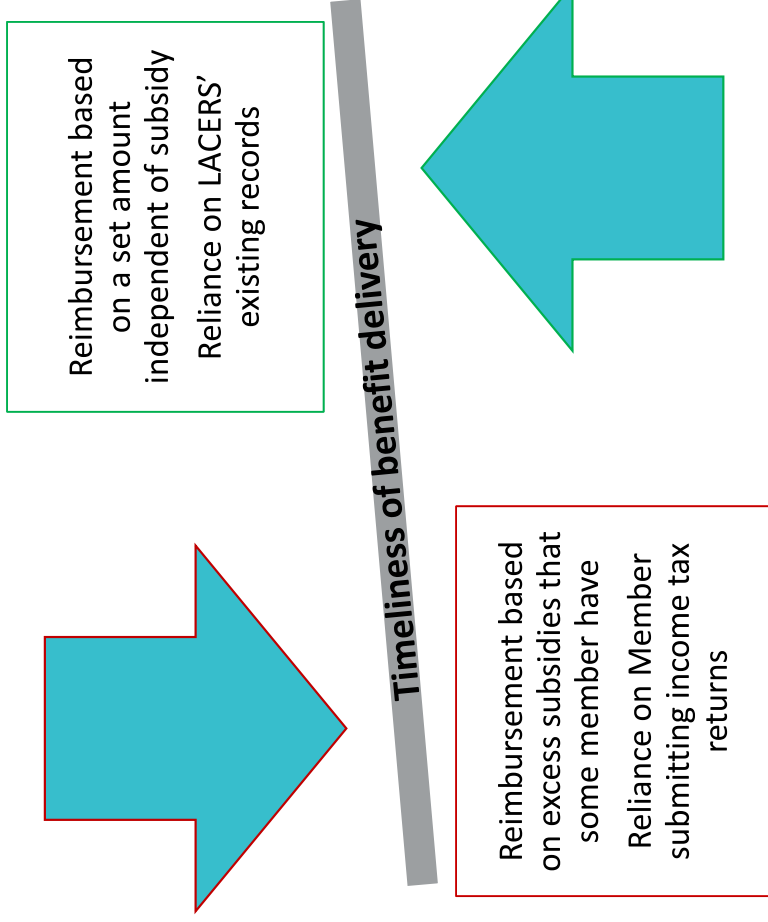 Reimbursement based
on a set amount
independent of subsidy
Reliance on LACERS’
existing records
Timeliness of benefit delivery
Reimbursement based
on excess subsidies that
some member have
Reliance on Member
submitting income tax
returns